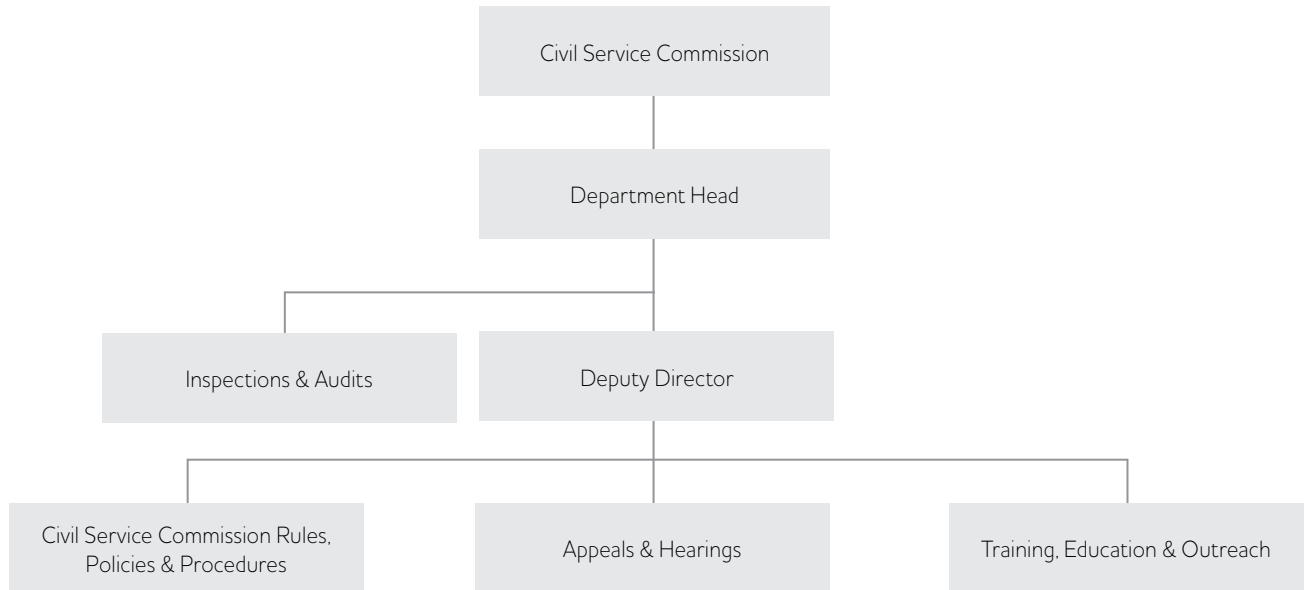 Civil Service Commission
Department Head
Inspections & Audits
Deputy Director
Civil Service Commission Rules,
Policies & Procedures
Appeals & Hearings
Training, Education & Outreach